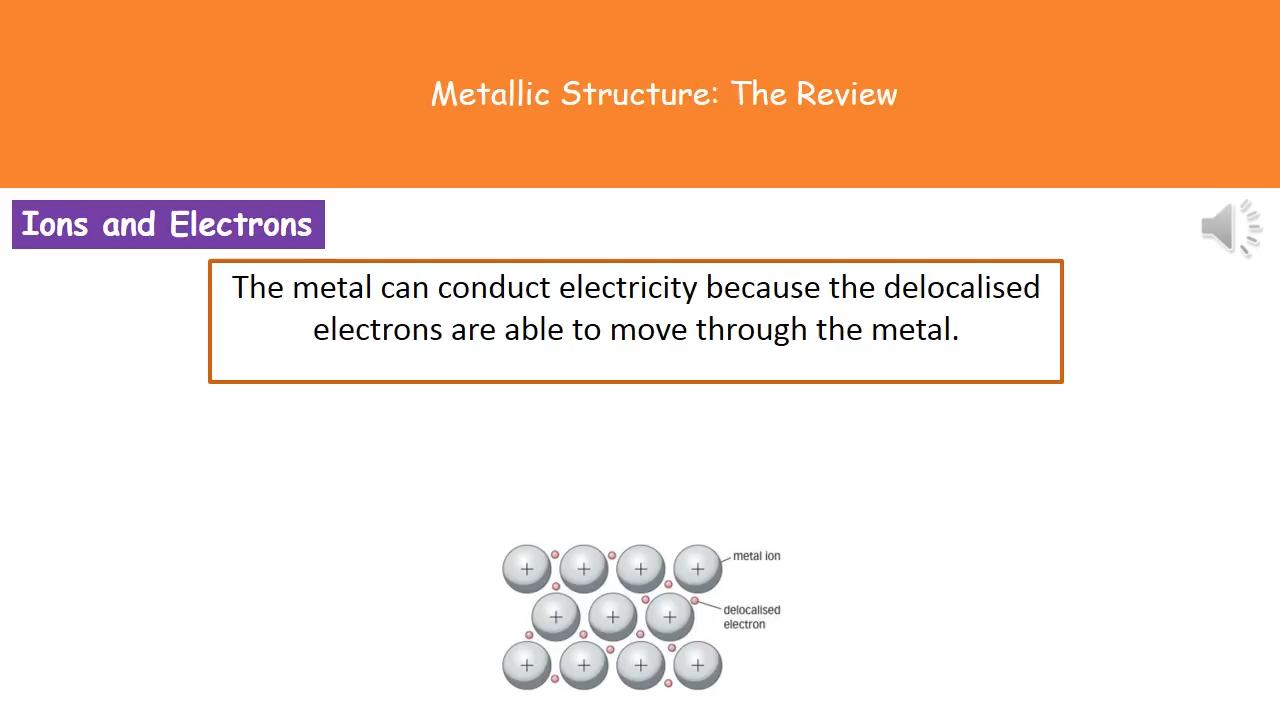 Metallic Structure: The Review
Ions and Electrons
The metal can conduct electricity because the delocalised
electrons are able to move through the metal.
+ + + + metal ion
+ + + delocalised
electron
+ + + +